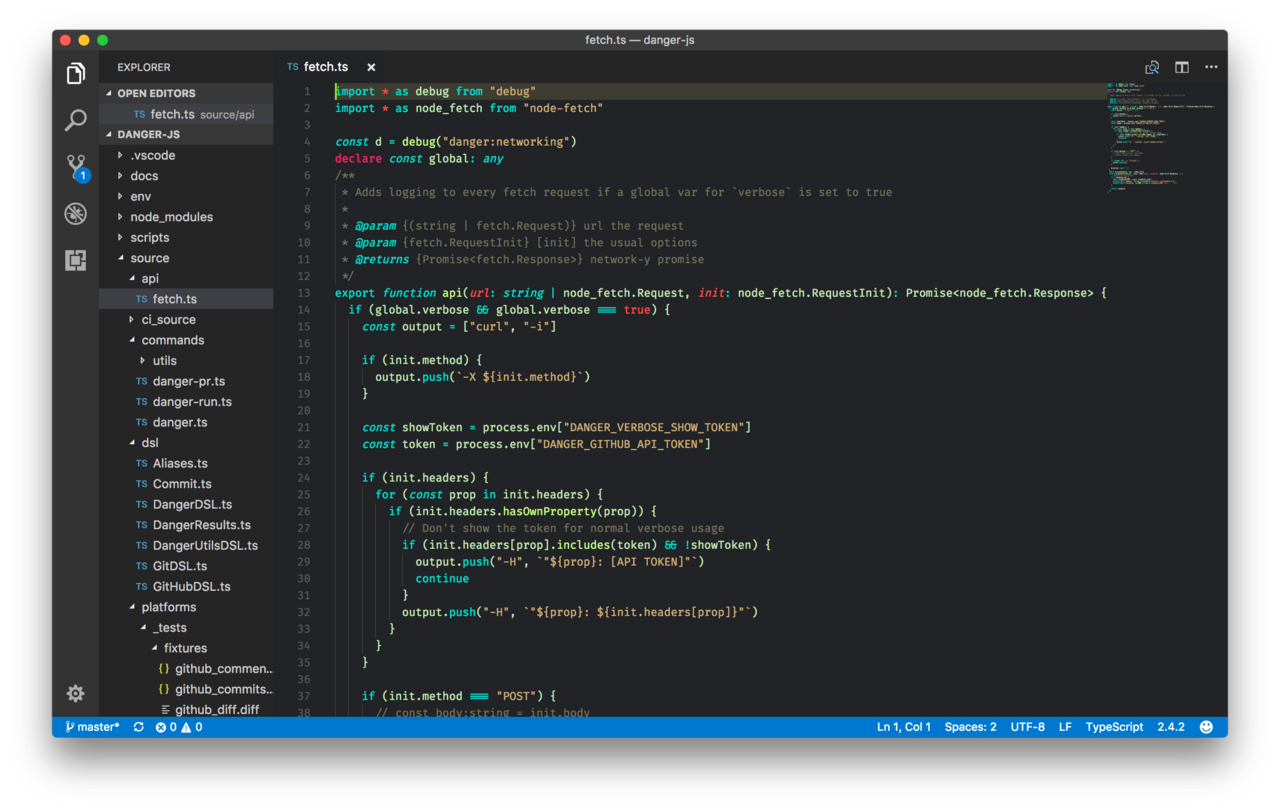 fetch.ts — danger-js
EXPLORER
OPEN EDITORS
TS fetch.ts source/api
DANGER-JS
.vscode
docs
env
node_modules
scripts
source
api
TS fetch.ts
ci_source
commands
utils
TS danger-pr.ts
TS danger-run.ts
TS danger.ts
dsl
TS Aliases.ts
TS Commit.ts
TS DangerDSL.ts
TS DangerResults.ts
TS DangerUtilsDSL.ts
TS GitDSL.ts
TS GitHubDSL.ts
platforms
_tests
fixtures
{} github_commen...
{} github_commits...
github_diff.diff
1
TS fetch.ts ×
1 import * as debug from "debug"
2 import * as node_fetch from "node-fetch"
3
4 const d = debug("danger:networking")
5 declare const global: any
6 /**
7 * Adds logging to every fetch request if a global var for `verbose` is set to true
8 *
9 * @param {(string | fetch.Request)} url the request
10 * @param {fetch.RequestInit} [init] the usual options
11 * @returns {Promise<fetch.Response>} network-y promise
12 */
13 export function api(url: string | node_fetch.Request, init: node_fetch.RequestInit): Promise<node_fetch.Response> {
14 if (global.verbose && global.verbose === true) {
15 const output = ["curl", "-i"]
16
17 if (init.method) {
18 output.push(`-X ${init.method}`)
19 }
20
21 const showToken = process.env["DANGER_VERBOSE_SHOW_TOKEN"]
22 const token = process.env["DANGER_GITHUB_API_TOKEN"]
23
24 if (init.headers) {
25 for (const prop in init.headers) {
26 if (init.headers.hasOwnProperty(prop)) {
27 // Don't show the token for normal verbose usage
28 if (init.headers[prop].includes(token) && !showToken) {
29 output.push("-H", `"${prop}: [API TOKEN]"`)
30 continue
31 }
32 output.push("-H", `"${prop}: ${init.headers[prop]}"`)
33 }
34 }
35 }
36
37 if (init.method === "POST") {
38 // const body:string = init.body
master* 0 0
Ln 1, Col 1 Spaces: 2 UTF-8 LF TypeScript 2.4.2